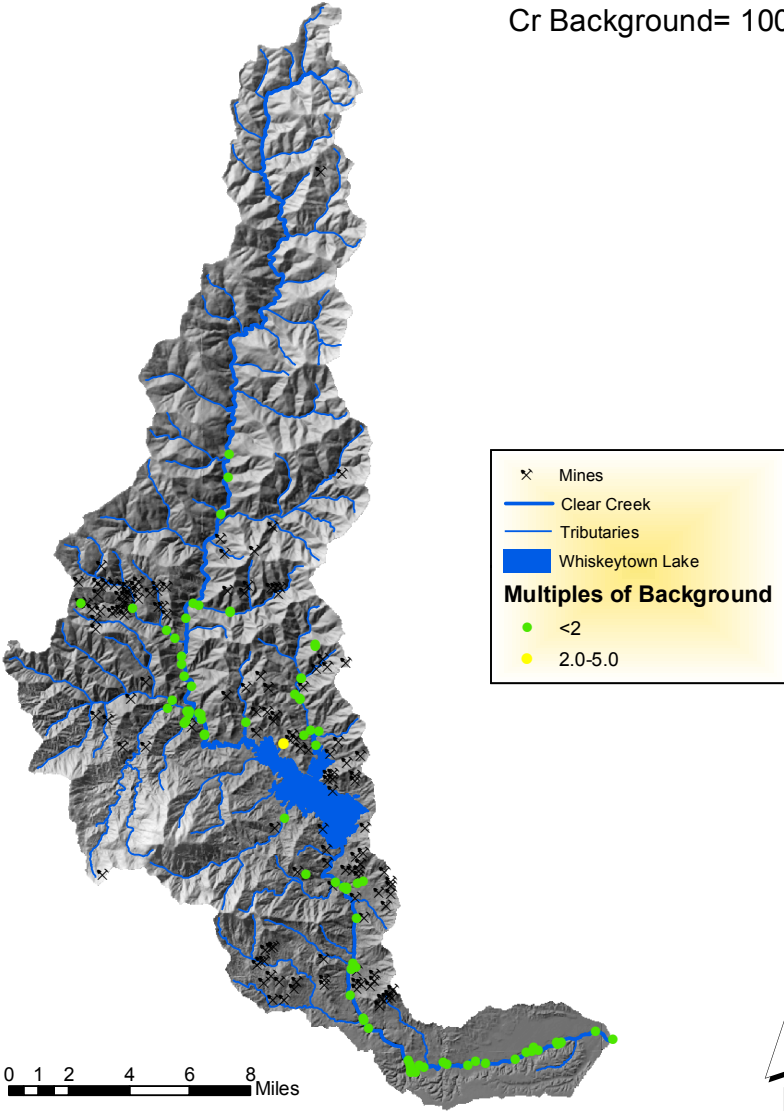 Cr Background= 100
Mines
Clear Creek
Tributaries
Whiskeytown Lake
Multiples of Background
<2
2.0-5.0
0 1 2 4 6 8
Miles